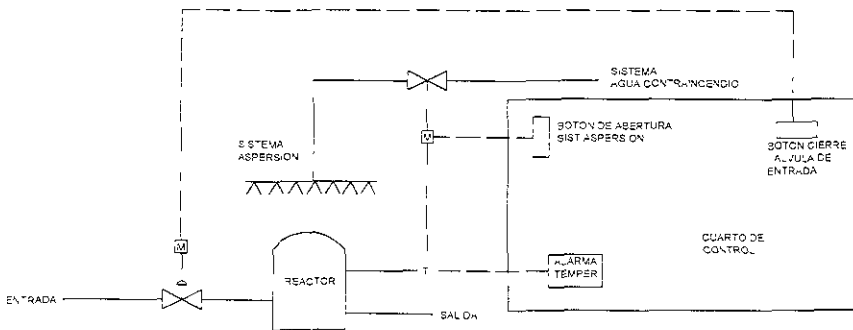 SISTEMA
AGUA CONTRAINCENDIO
BOTON DE ABERTURA
SIST ASPERSION
SISTEMA
ASPERSION
BOTON CIERRE
ALVULA DE
ENTRADA
M
M
CUARTO DE
CONTROL
REACTOR
T
ALARMA
TEMPER
ENTRADA
SALIDA